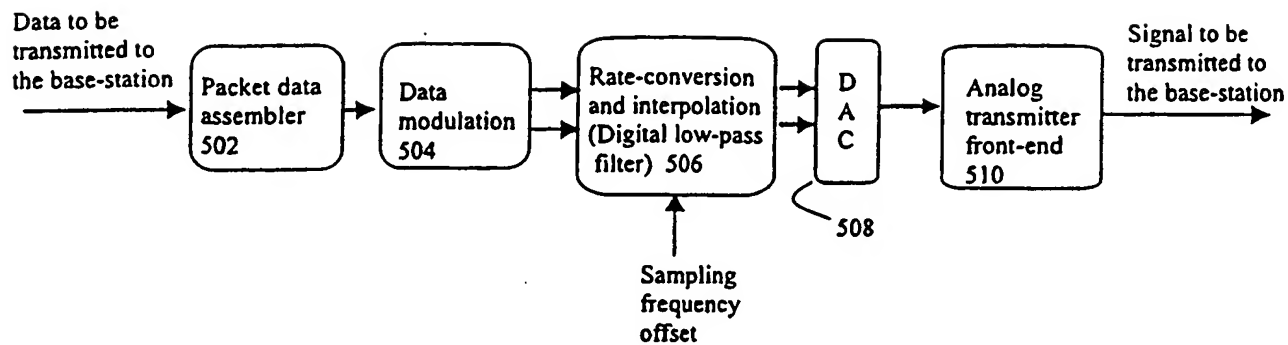 Data to be
transmitted to
the base-station
Packet data
assembler
502
Data
modulation
504
Rate-conversion
and interpolation
(Digital low-pass
filter) 506
D
A
C
508
Analog
transmitter
front-end
510
Signal to be
transmitted to
the base-station
Sampling
frequency
offset